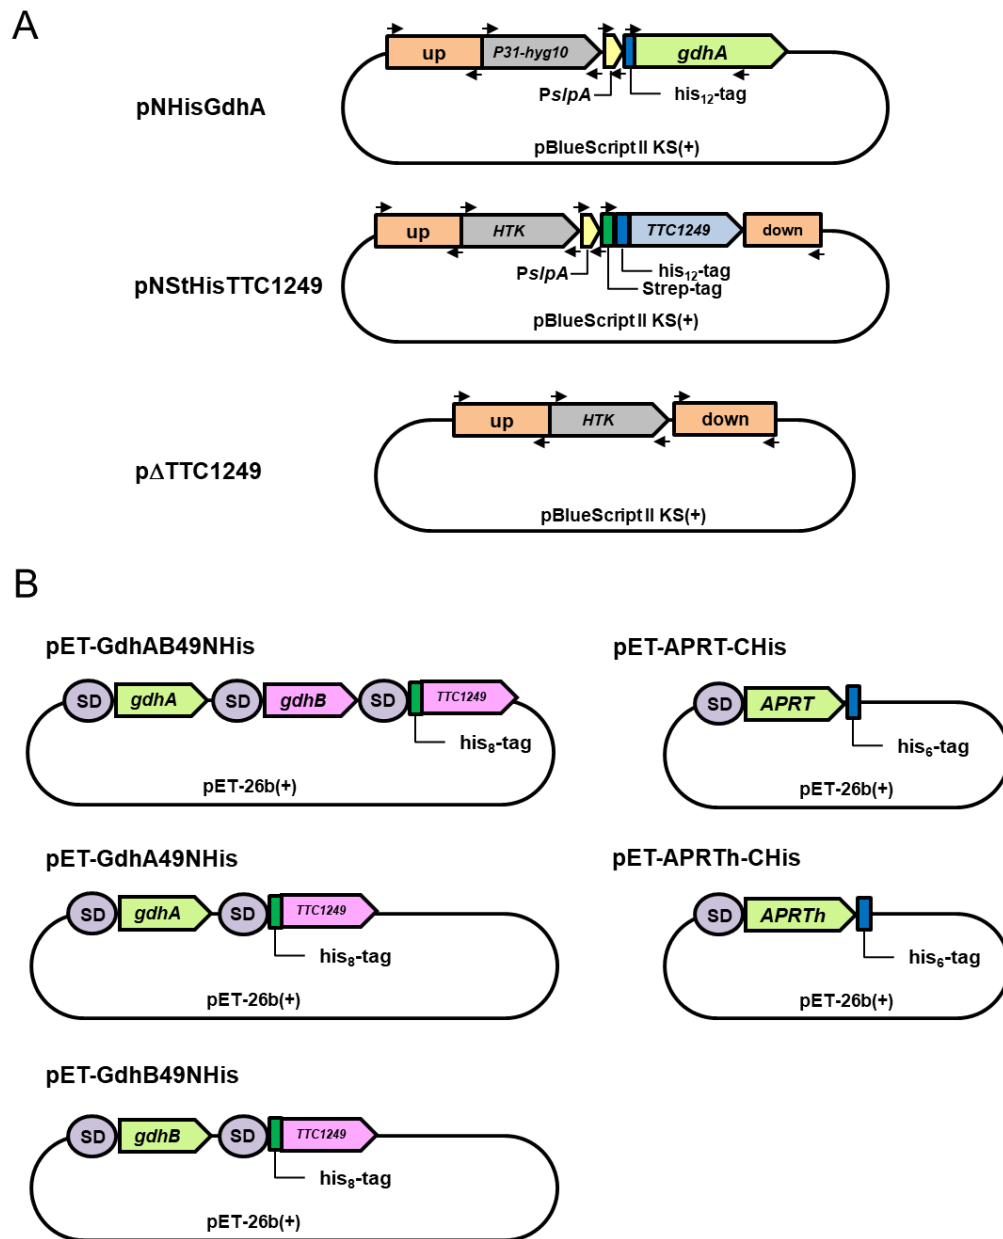 A
pNHisGdhA
up P31-hyg10 gdhA
PslpA his₁₂-tag
pBlueScript II KS(+)
pNStHisTTC1249
up HTK TTC1249 down
PslpA his₁₂-tag
Strep-tag
pBlueScript II KS(+)
pΔTTC1249
up HTK down
pBlueScript II KS(+)
B
pET-GdhAB49NHis
SD gdhA SD gdhB SD TTC1249
his₈-tag
pET-26b(+)
pET-APRT-CHis
SD APRT
his₆-tag
pET-26b(+)
pET-GdhA49NHis
SD gdhA SD TTC1249
his₈-tag
pET-26b(+)
pET-APRTh-CHis
SD APRTh
his₆-tag
pET-26b(+)
pET-GdhB49NHis
SD gdhB SD TTC1249
his₈-tag
pET-26b(+)